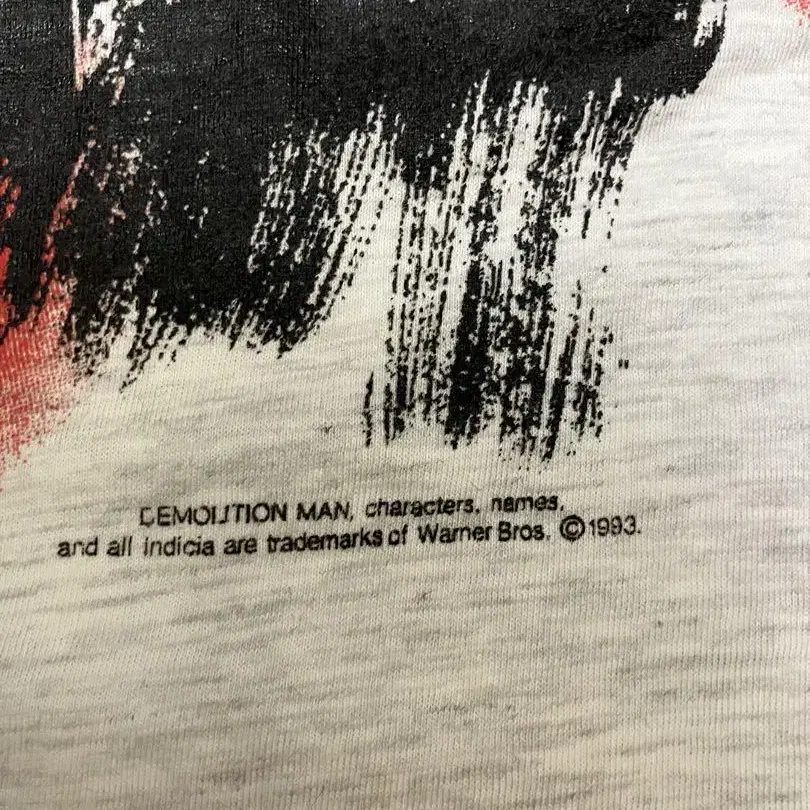 DEMOLITION MAN, characters, names,
and all indicia are trademarks of Warner Bros. ©1993.